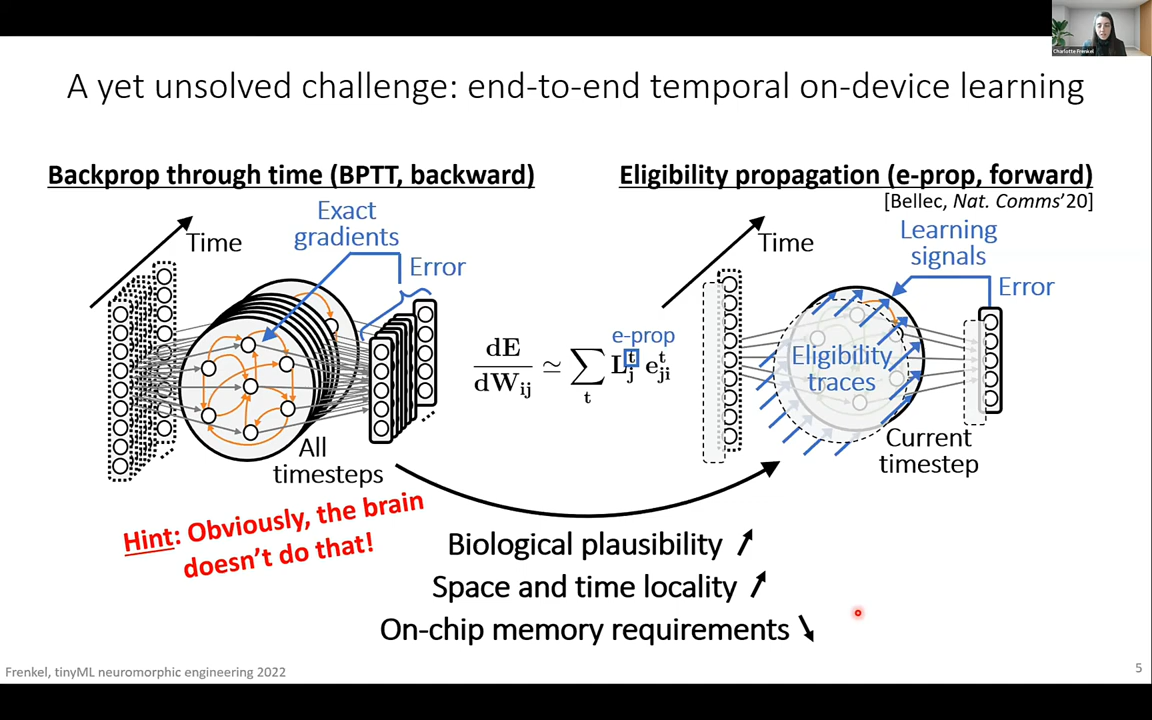 Charlotte Frenkel
A yet unsolved challenge: end-to-end temporal on-device learning
Backprop through time (BPTT, backward)
Time
Exact
gradients
Error
All
timesteps
Hint: Obviously, the brain
doesn't do that!
dE/dW_ij ≃ ∑_t L_j^t e_ji^t
e-prop
Eligibility propagation (e-prop, forward)
[Bellec, Nat. Comms'20]
Time
Learning
signals
Error
Eligibility
traces
Current
timestep
Biological plausibility ↗
Space and time locality ↗
On-chip memory requirements ↘
Frenkel, tinyML neuromorphic engineering 2022
5